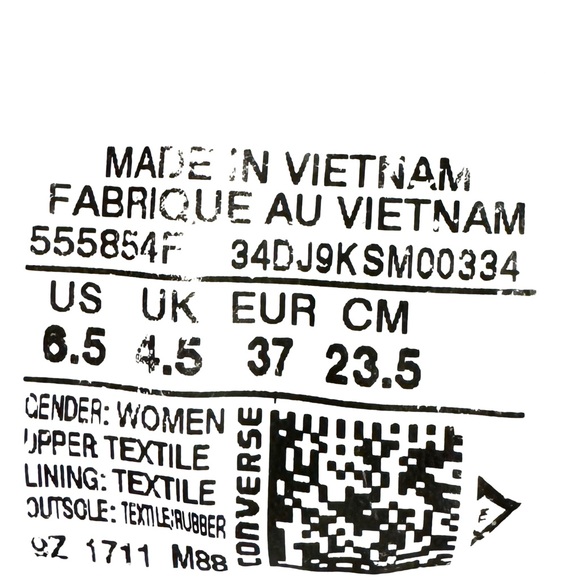 MADE IN VIETNAM
FABRIQUE AU VIETNAM
555854F 34DJ9KSM00334
US UK EUR CM
6.5 4.5 37 23.5
GENDER: WOMEN
UPPER TEXTILE
LINING: TEXTILE
OUTSOLE: TEXTILE;RUBBER
1711 M88
CONVERSE